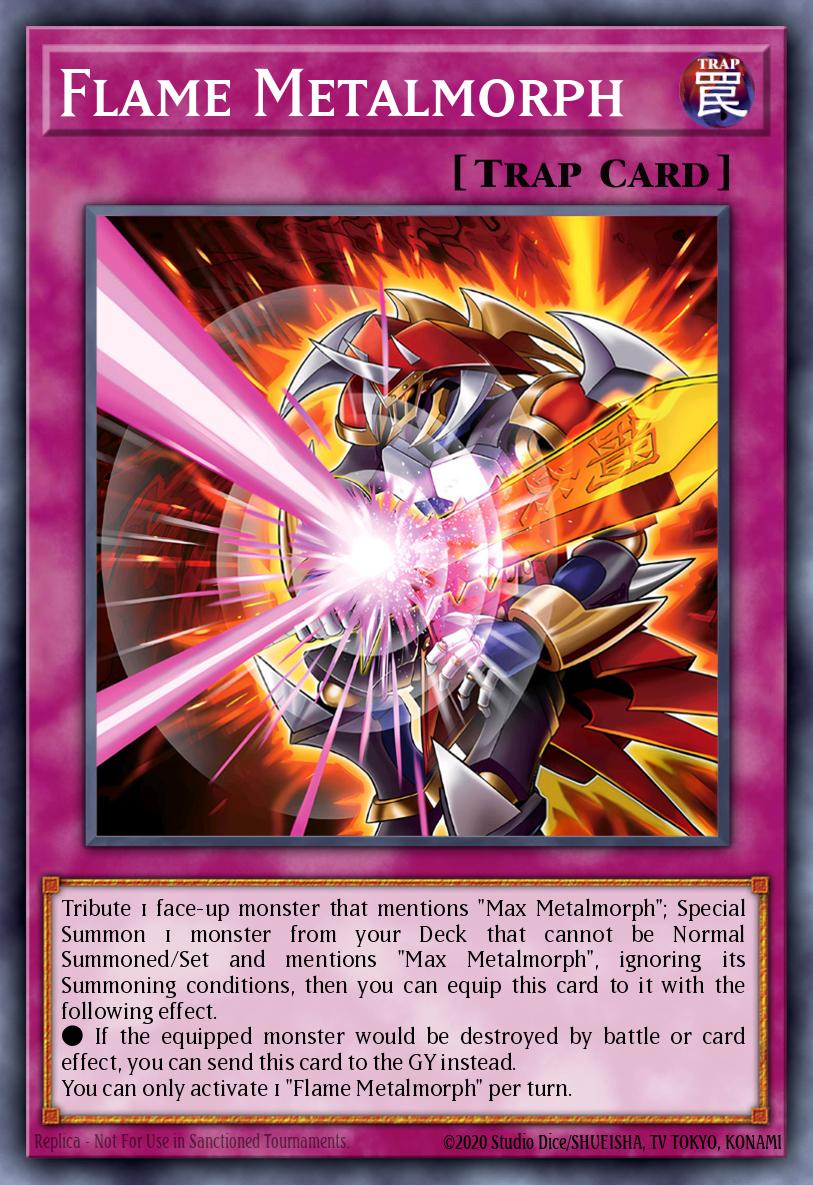 Flame Metalmorph
TRAP
罠
[Trap Card]
Tribute 1 face-up monster that mentions "Max Metalmorph"; Special
Summon 1 monster from your Deck that cannot be Normal
Summoned/Set and mentions "Max Metalmorph", ignoring its
Summoning conditions, then you can equip this card to it with the
following effect.
● If the equipped monster would be destroyed by battle or card
effect, you can send this card to the GY instead.
You can only activate 1 "Flame Metalmorph" per turn.
Replica - Not For Use in Sanctioned Tournaments.
©2020 Studio Dice/SHUEISHA, TV TOKYO, KONAMI